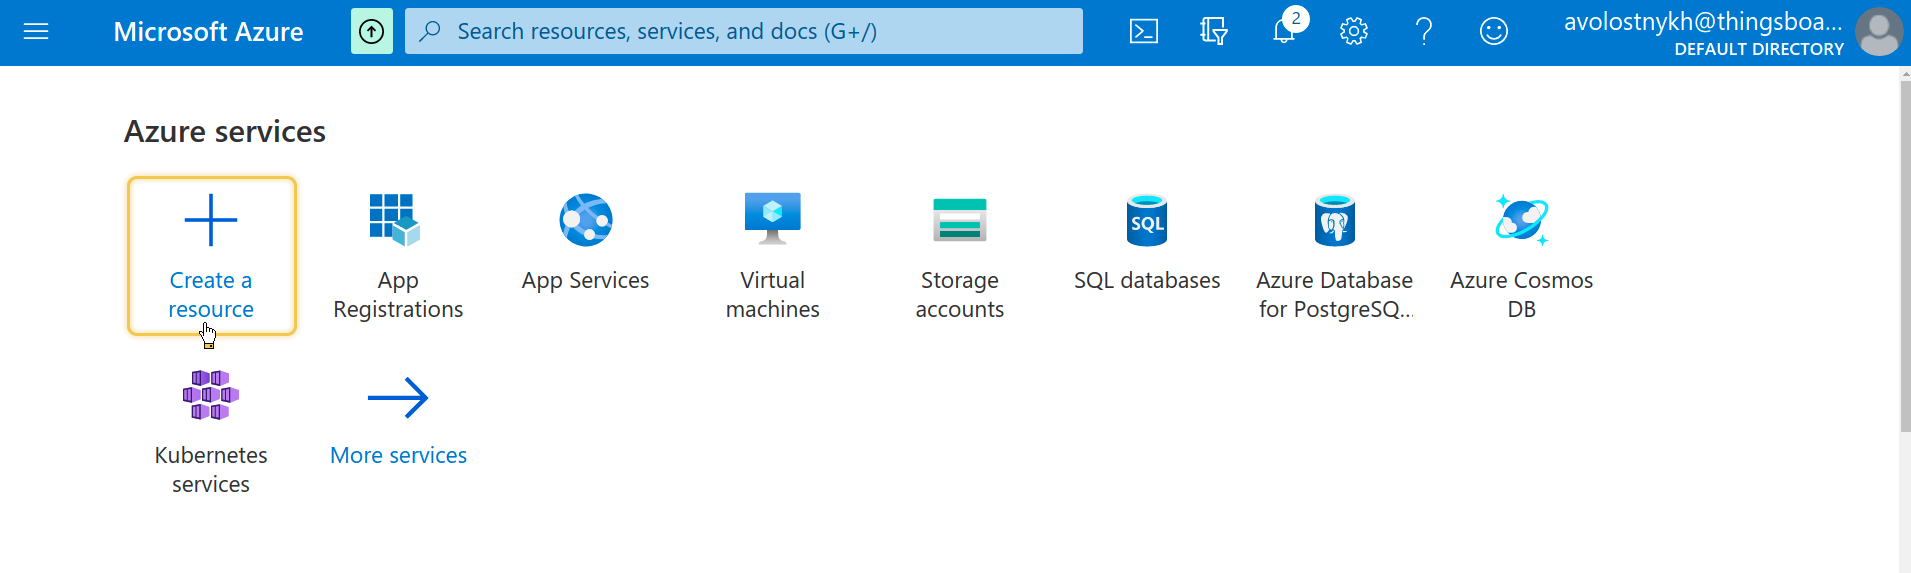 Microsoft Azure
Search resources, services, and docs (G+/)
2
avolostnykh@thingsboa...
DEFAULT DIRECTORY
Azure services
Create a
resource
App
Registrations
App Services
Virtual
machines
Storage
accounts
SQL
SQL databases
Azure Database
for PostgreSQ...
Azure Cosmos
DB
Kubernetes
services
More services